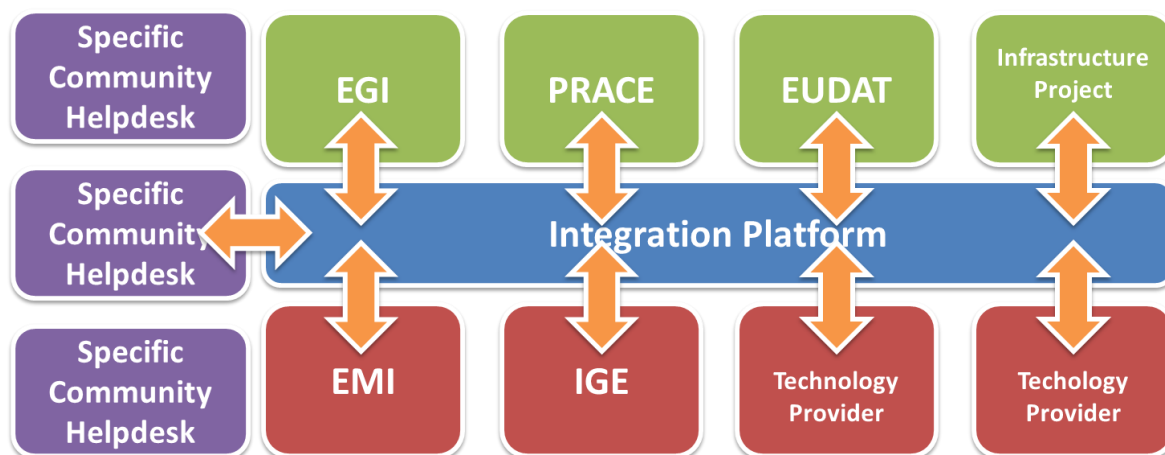 Specific
Community
Helpdesk
EGI
PRACE
EUDAT
Infrastructure
Project
Specific
Community
Helpdesk
Integration Platform
Specific
Community
Helpdesk
EMI
IGE
Technology
Provider
Techology
Provider